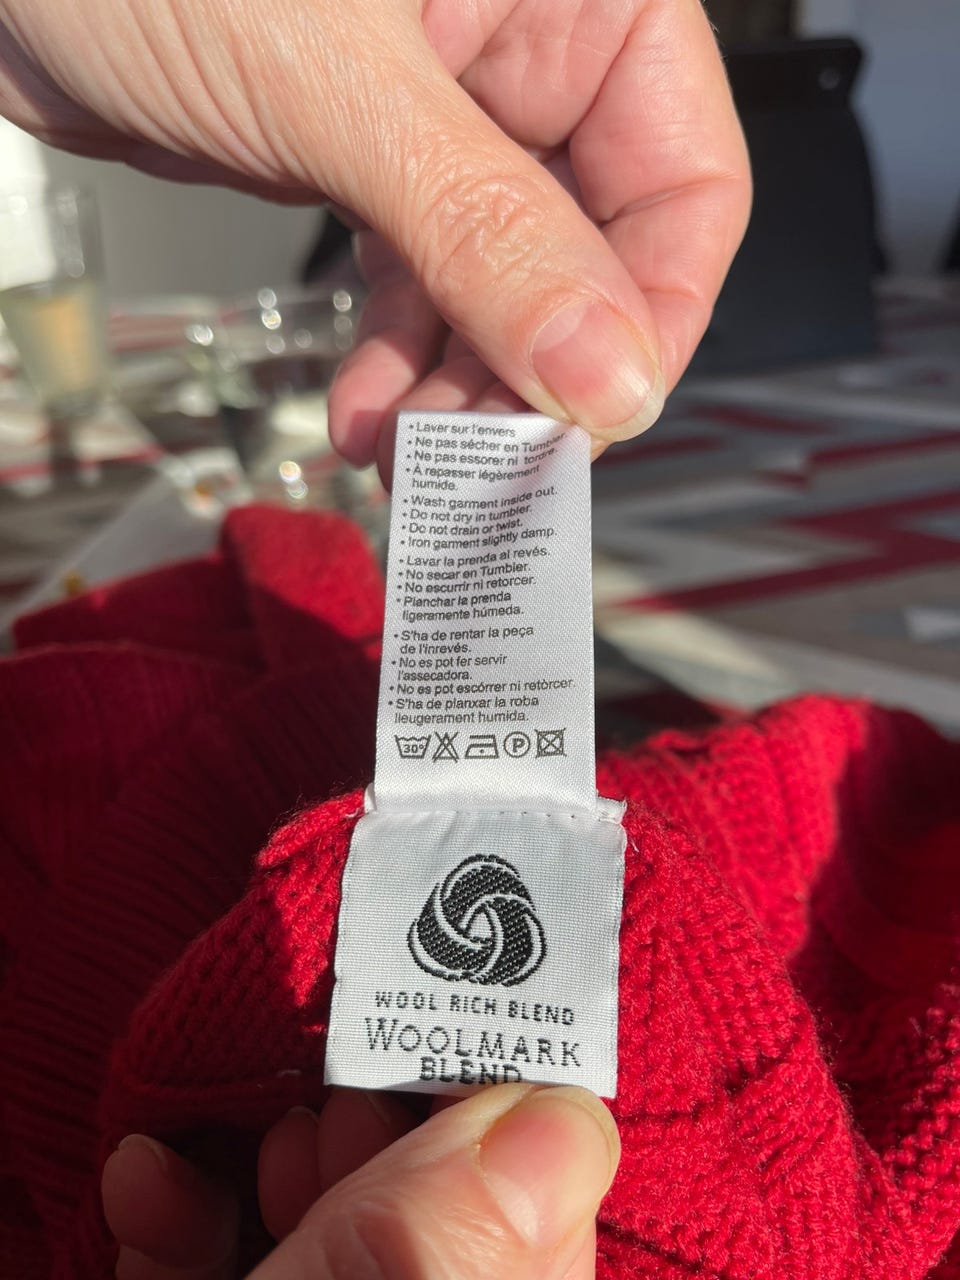 • Laver sur l'envers
• Ne pas sécher en Tumbler.
• Ne pas essorer ni tordre.
• À repasser légèrement
humide.
• Wash garment inside out.
• Do not dry in tumbler.
• Do not drain or twist.
• Iron garment slightly damp.
• Lavar la prenda al revés.
• No secar en Tumbler.
• No escurrir ni retorcer.
• Planchar la prenda
ligeramente húmeda.
• S'ha de rentar la peça
de l'inrevés.
• No es pot fer servir
l'assecadora.
• No es pot escórrer ni retòrcer.
• S'ha de planxar la roba
lleugerament humida.
30° P
WOOL RICH BLEND
WOOLMARK
BLEND